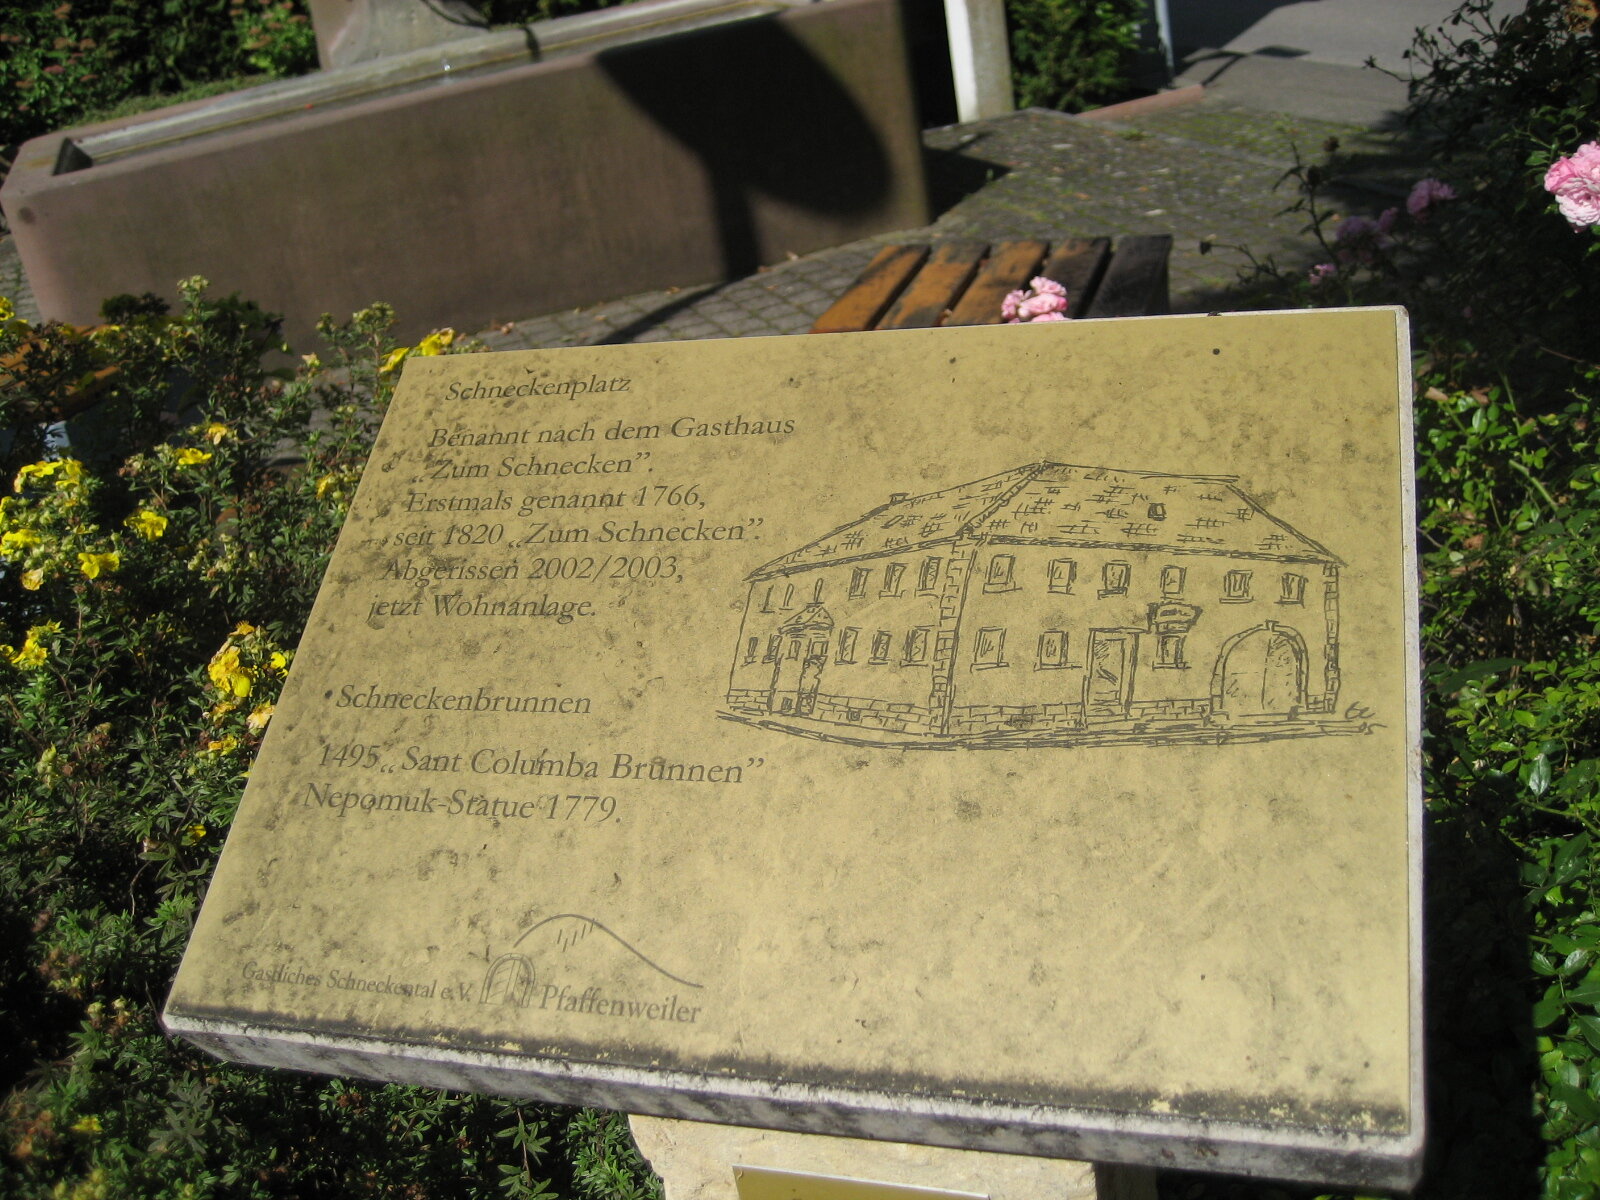 Schneckenplatz
Benannt nach dem Gasthaus
„Zum Schnecken”.
Erstmals genannt 1766,
seit 1820 „Zum Schnecken”.
Abgerissen 2002/2003,
jetzt Wohnanlage.
Schneckenbrunnen
1495 „Sant Columba Brunnen”
Nepomuk-Statue 1779.
Gastliches Schneckental e.V. Pfaffenweiler